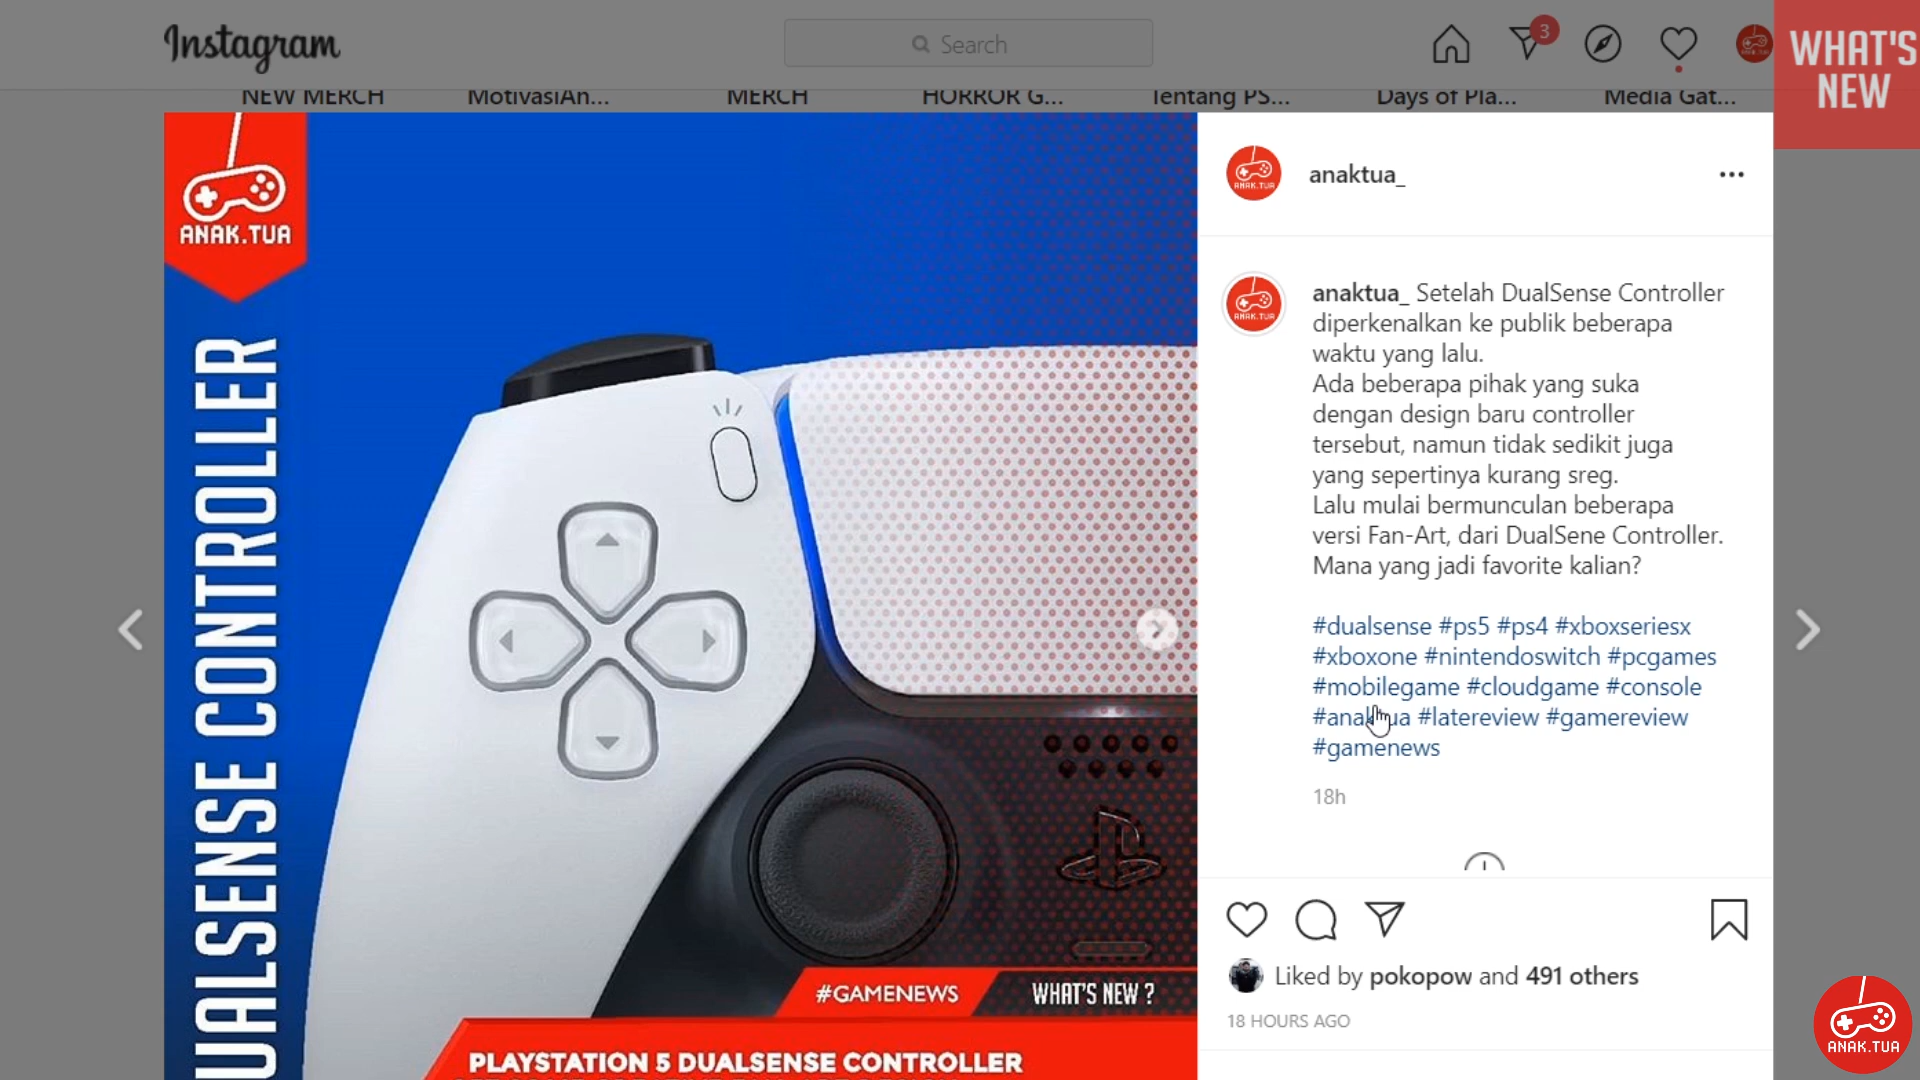 Instagram
Search
3
WHAT'S
NEW
NEW MERCH
MotivasiAn...
MERCH
HORROR G...
Tentang PS...
Days of Pla...
Media Gat...
ANAK.TUA
UALSENSE CONTROLLER
#GAMENEWS
WHAT'S NEW ?
PLAYSTATION 5 DUALSENSE CONTROLLER
ANAK.TUA
anaktua_
ANAK.TUA
anaktua_ Setelah DualSense Controller
diperkenalkan ke publik beberapa
waktu yang lalu.
Ada beberapa pihak yang suka
dengan design baru controller
tersebut, namun tidak sedikit juga
yang sepertinya kurang sreg.
Lalu mulai bermunculan beberapa
versi Fan-Art, dari DualSene Controller.
Mana yang jadi favorite kalian?
#dualsense #ps5 #ps4 #xboxseriesx
#xboxone #nintendoswitch #pcgames
#mobilegame #cloudgame #console
#anaktua #latereview #gamereview
#gamenews
18h
Liked by pokopow and 491 others
18 HOURS AGO
ANAK.TUA